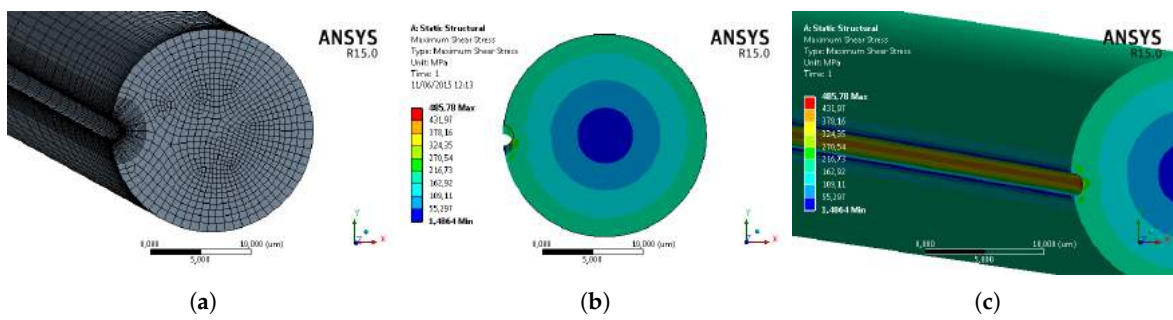 ANSYS
R15.0
0,000
10,000 (um)
5,000
(a)
A: Static Structural
Maximum Shear Stress
Type: Maximum Shear Stress
Unit: MPa
Time: 1
11/06/2015 12:13
485.78 Max
431,97
378,16
324,35
270,54
216,73
162,92
109,11
55,297
1,4864 Min
ANSYS
R15.0
Y
X
0,000
10,000 (um)
5,000
(b)
A: Static Structural
Maximum Shear Stress
Type: Maximum Shear Stress
Unit: MPa
Time: 1
485.78 Max
431,97
378,16
324,35
270,54
216,73
162,92
109,11
55,297
1,4864 Min
ANSYS
R15.0
0,000
10,000 (um)
5,000
(c)